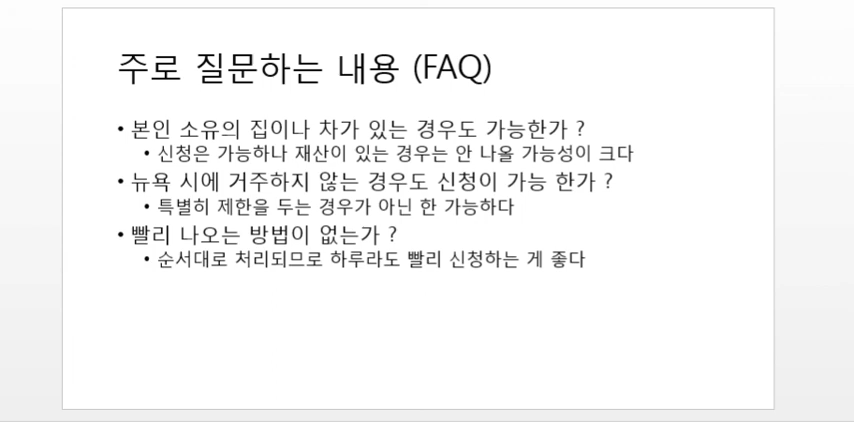 주로 질문하는 내용 (FAQ)
• 본인 소유의 집이나 차가 있는 경우도 가능한가 ?
• 신청은 가능하나 재산이 있는 경우는 안 나올 가능성이 크다
• 뉴욕 시에 거주하지 않는 경우도 신청이 가능 한가 ?
• 특별히 제한을 두는 경우가 아닌 한 가능하다
• 빨리 나오는 방법이 없는가 ?
• 순서대로 처리되므로 하루라도 빨리 신청하는 게 좋다